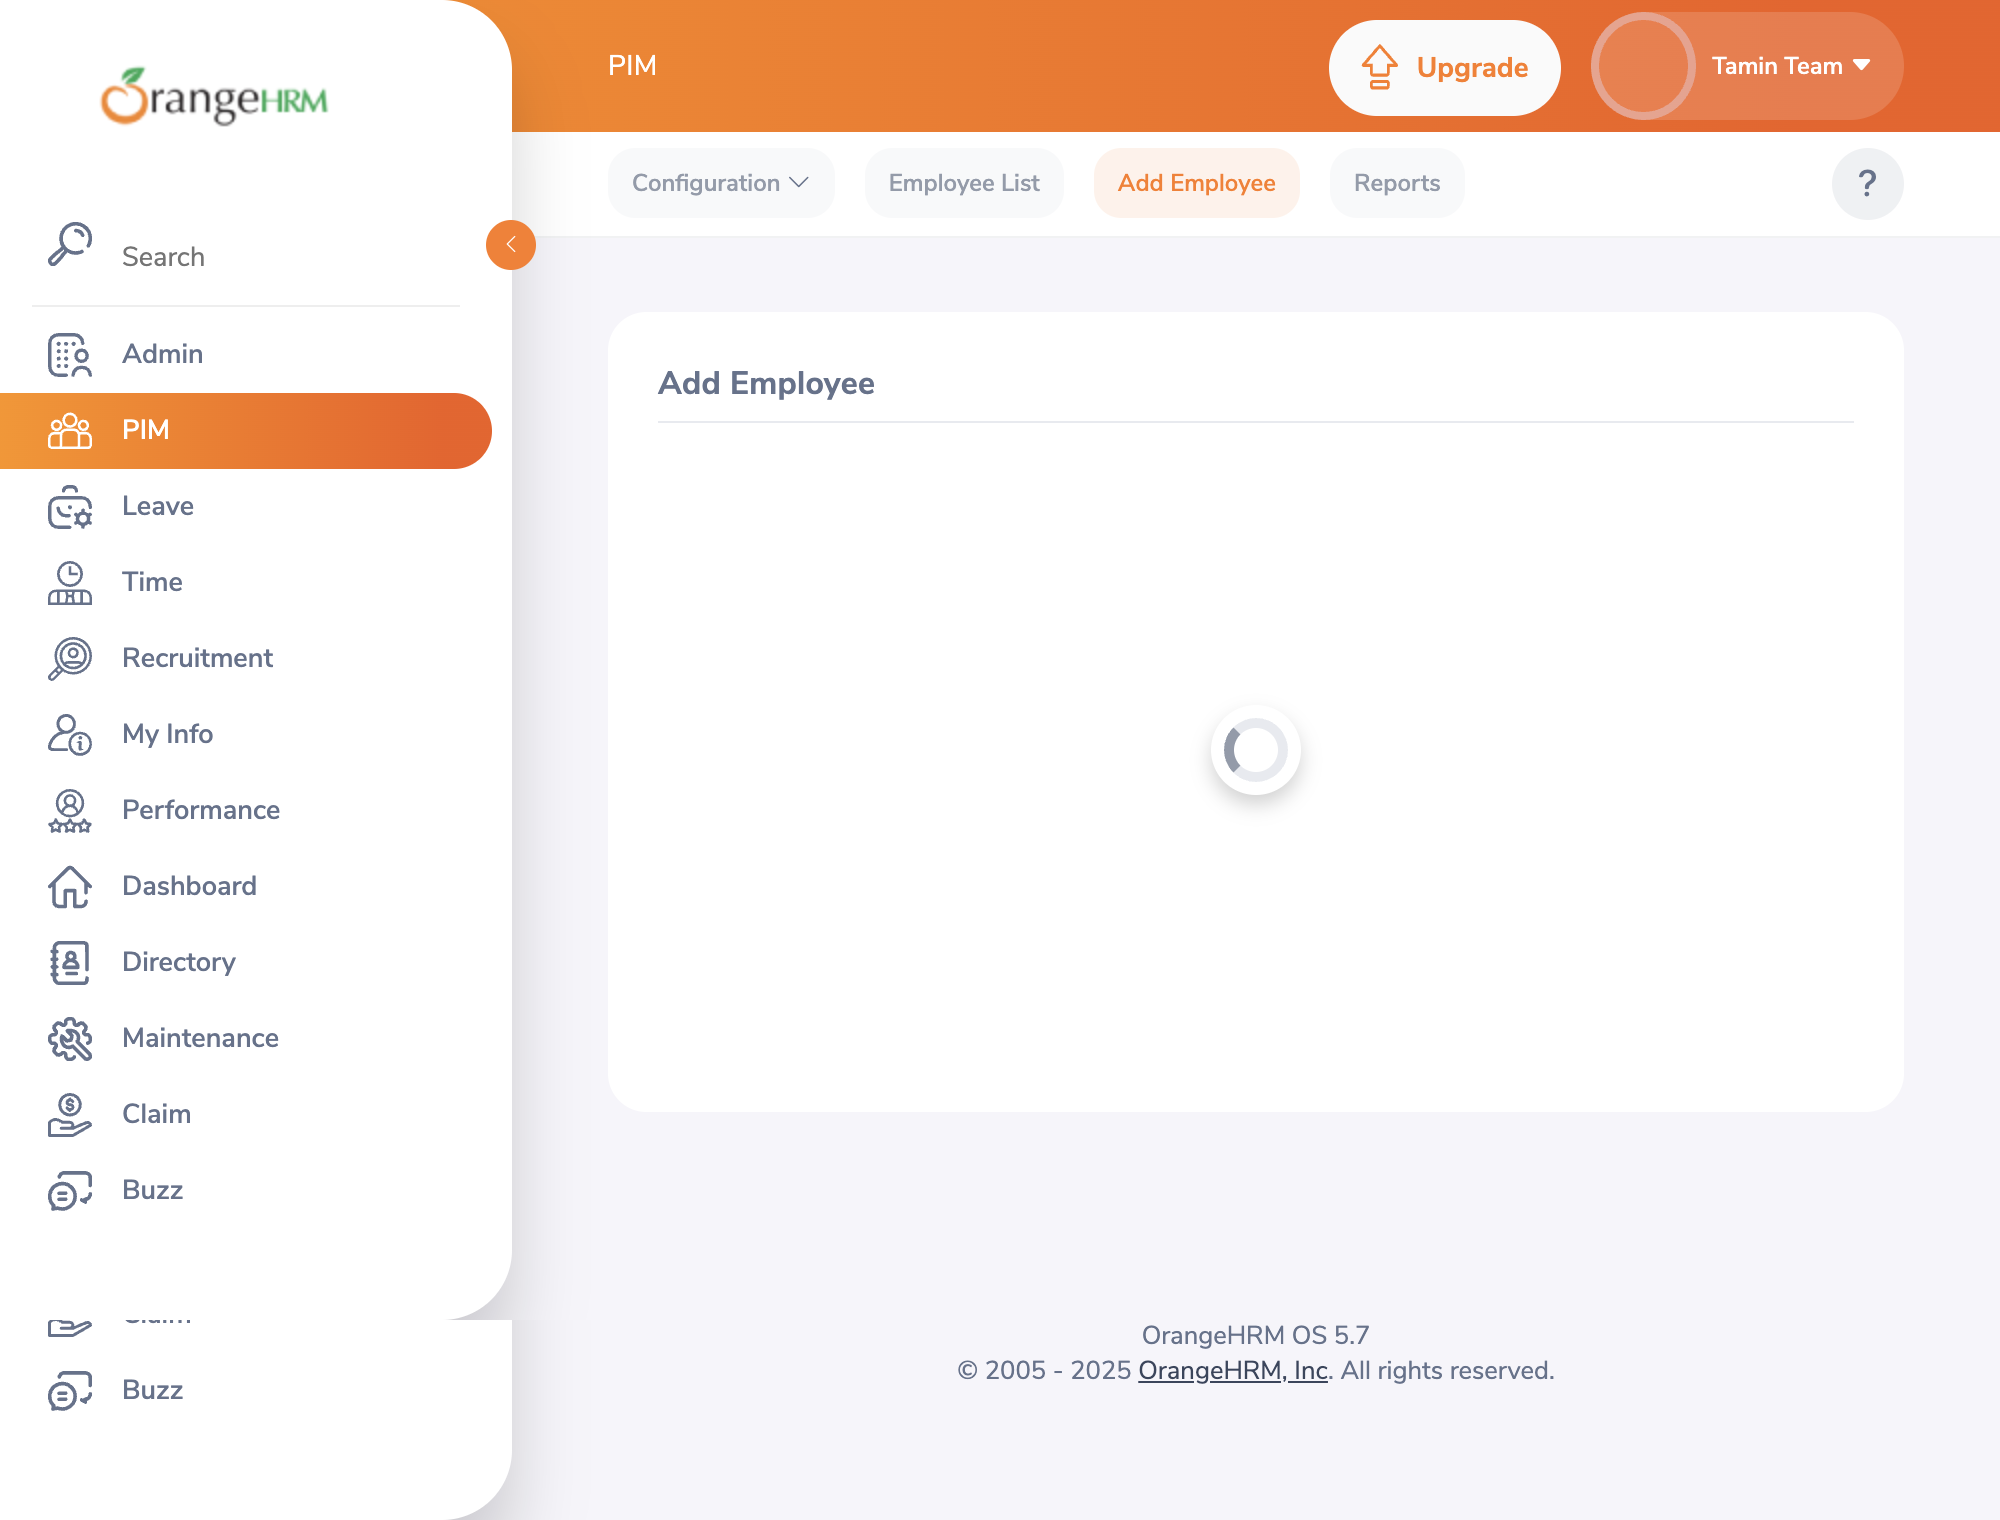 OrangeHRM
PIM
Upgrade
Tamin Team
Configuration
Employee List
Add Employee
Reports
?
Search
Admin
PIM
Leave
Time
Recruitment
My Info
Performance
Dashboard
Directory
Maintenance
Claim
Buzz
Claim
Buzz
Add Employee
OrangeHRM OS 5.7
© 2005 - 2025 OrangeHRM, Inc. All rights reserved.